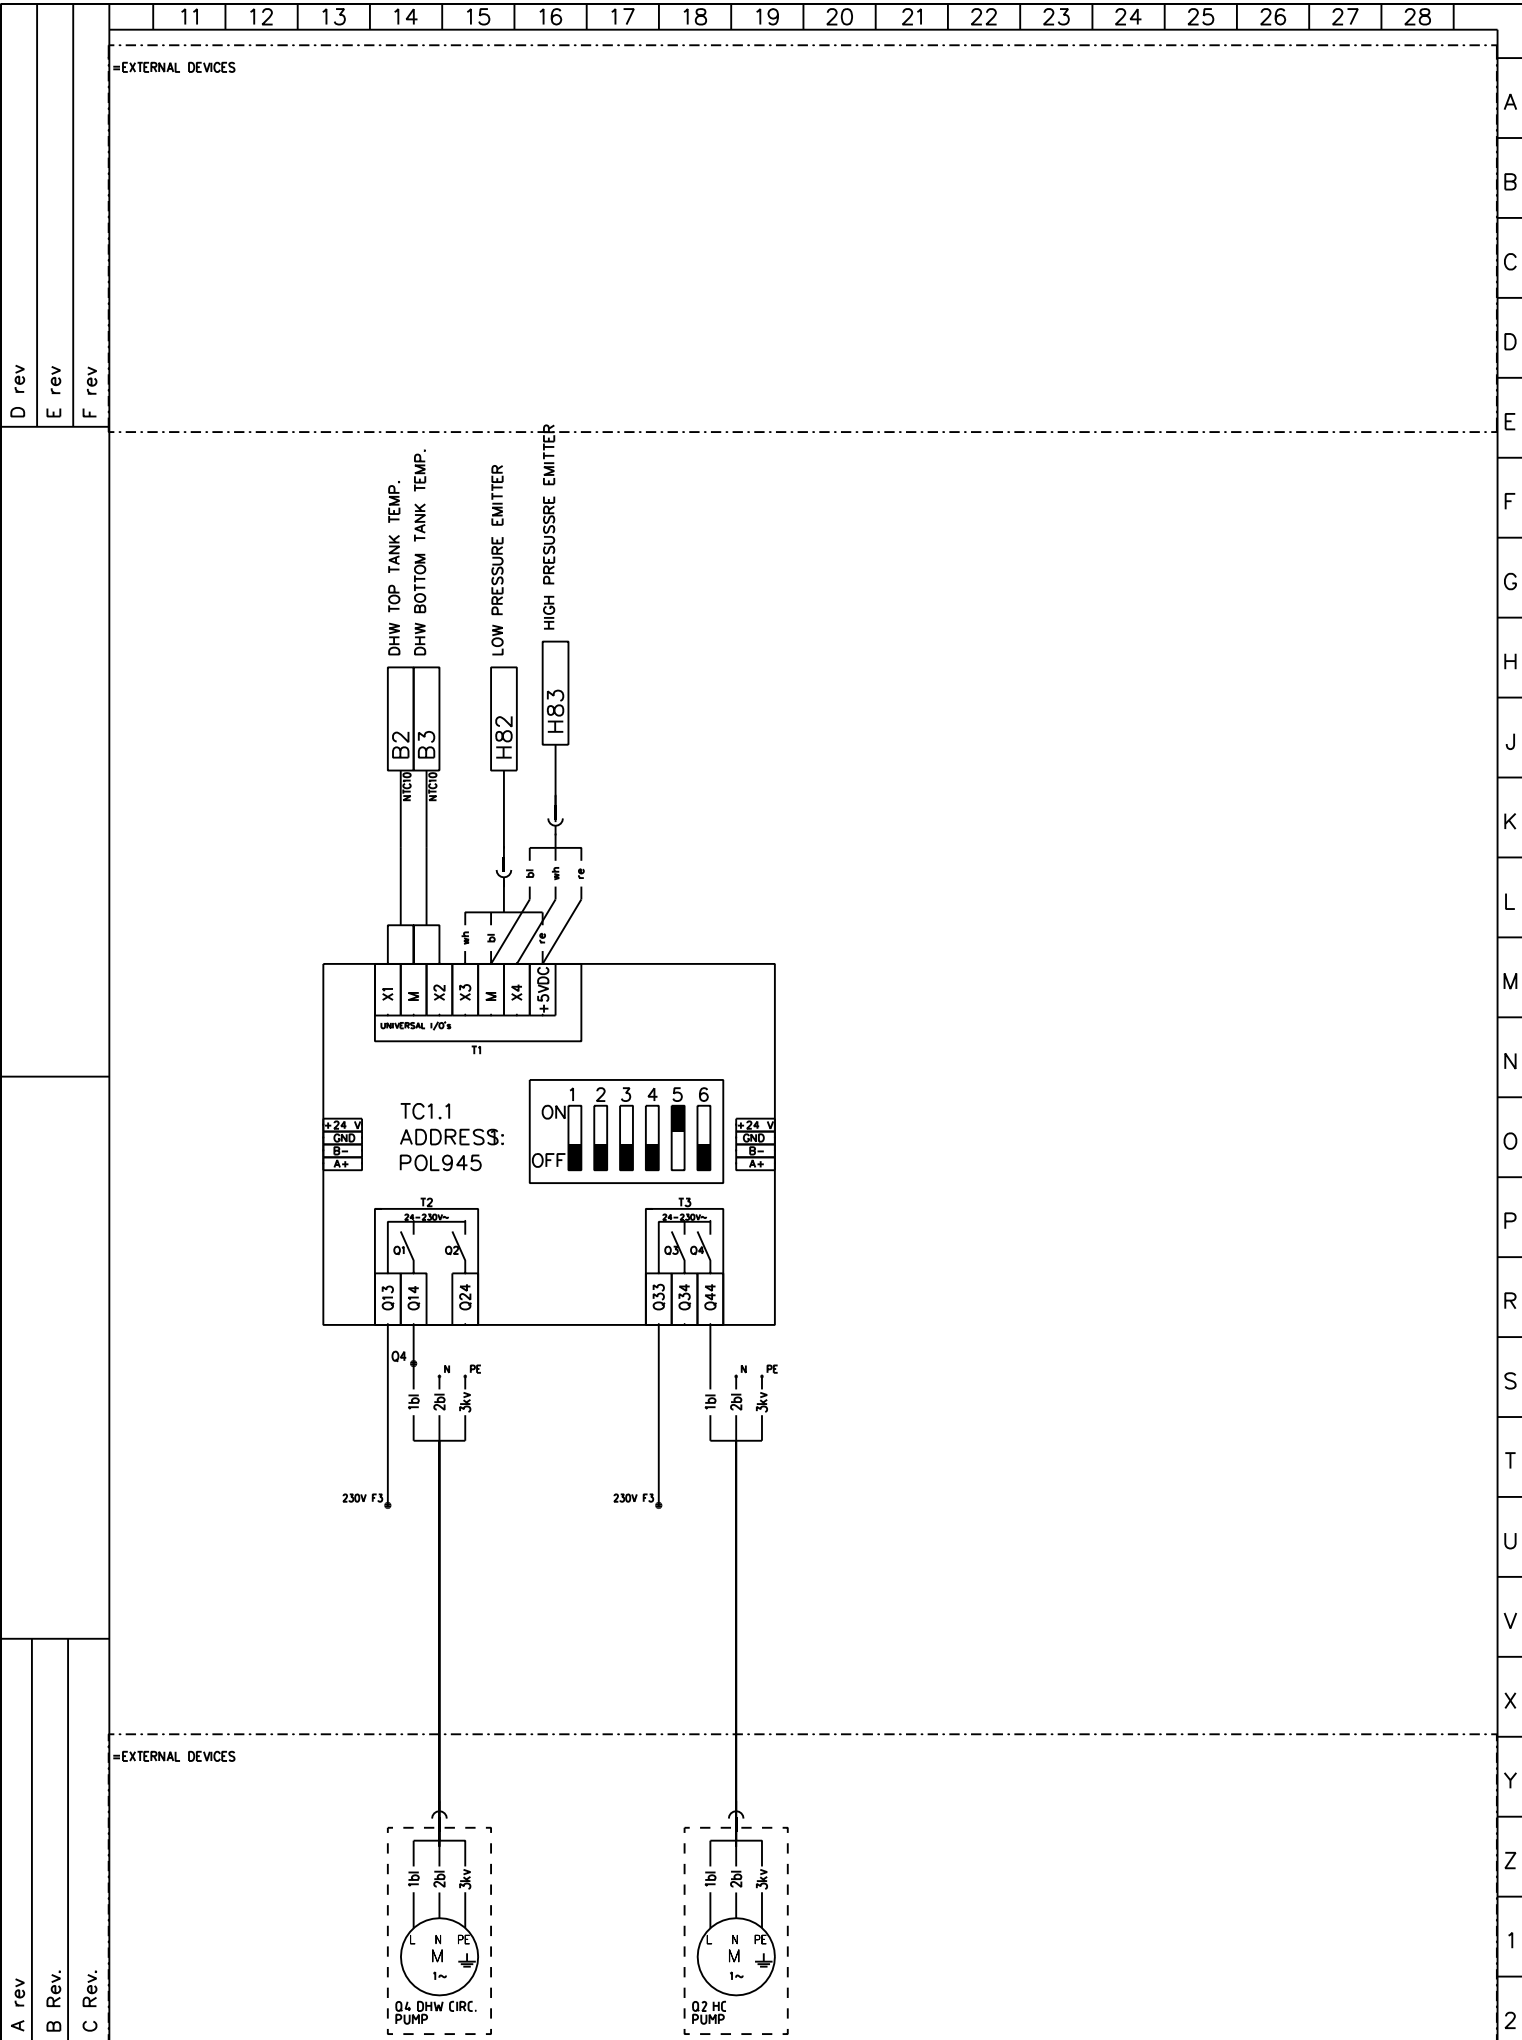 11 12 13 14 15 16 17 18 19 20 21 22 23 24 25 26 27 28
=EXTERNAL DEVICES
A
B
C
D
E
F
G
H
J
K
L
M
N
O
P
R
S
T
U
V
X
Y
Z
1
2
D rev
E rev
F rev
A rev
B Rev.
C Rev.
DHW TOP TANK TEMP.
DHW BOTTOM TANK TEMP.
LOW PRESSURE EMITTER
HIGH PRESUSSRE EMITTER
B2
B3
H82
H83
NTC10
NTC10
bl
wh
re
wh
bl
re
X1
M
X2
X3
M
X4
+5VDC
UNIVERSAL I/O's
T1
1 2 3 4 5 6
ON
OFF
TC1.1
ADDRESS:
POL945
+24 V
GND
B-
A+
+24 V
GND
B-
A+
T2
24-230V~
Q1
Q2
Q13
Q14
Q24
T3
24-230V~
Q3
Q4
Q33
Q34
Q44
Q4
N
PE
1bl
2bl
3kv
230V F3
N
PE
1bl
2bl
3kv
230V F3
=EXTERNAL DEVICES
1bl
2bl
3kv
L N PE
M
1~
Q4 DHW CIRC.
PUMP
1bl
2bl
3kv
L N PE
M
1~
Q2 HC
PUMP